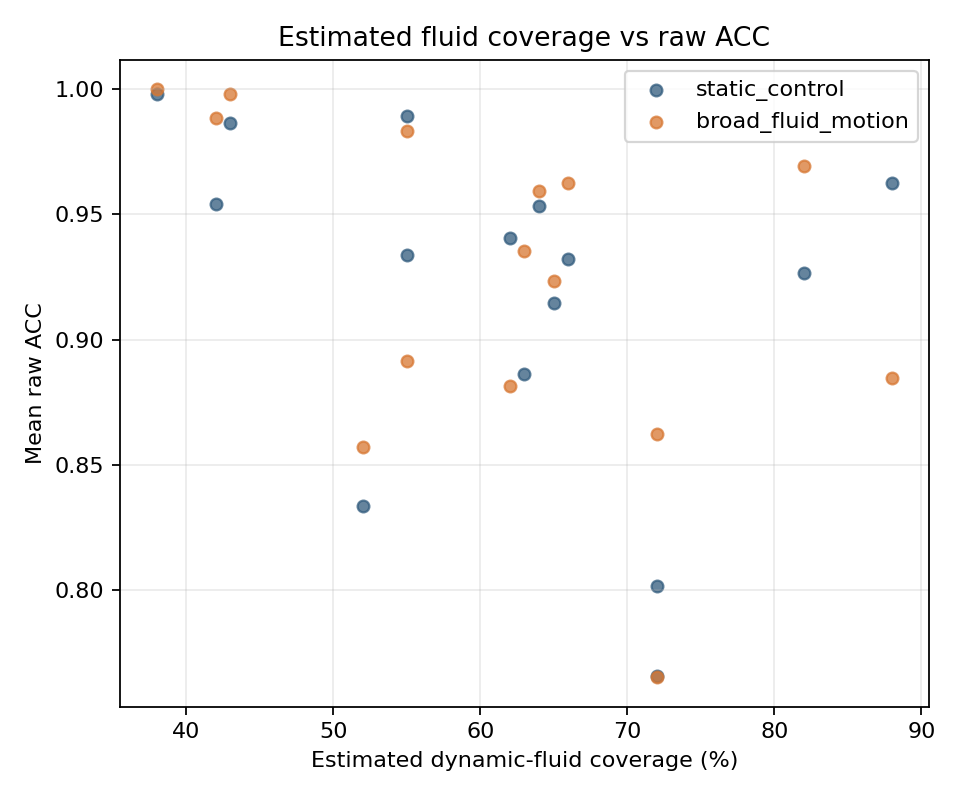 Estimated fluid coverage vs raw ACC
static_control
broad_fluid_motion
1.00
0.95
0.90
0.85
0.80
Mean raw ACC
40
50
60
70
80
90
Estimated dynamic-fluid coverage (%)